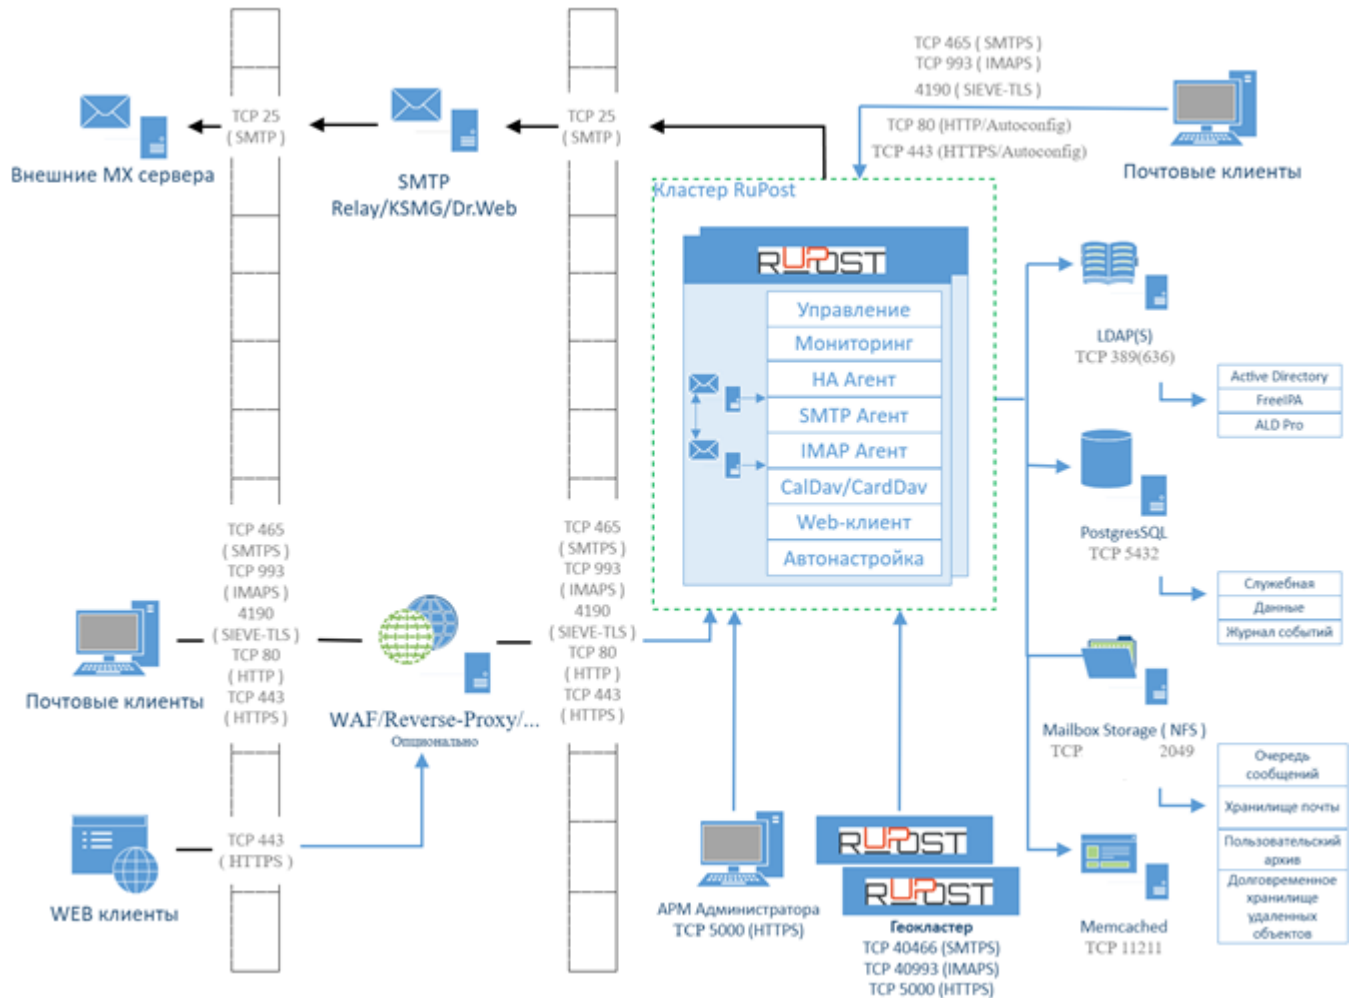 TCP 465 ( SMTPS )
TCP 993 ( IMAPS )
4190 ( SIEVE-TLS )
TCP 80 (HTTP/Autoconfig)
TCP 443 (HTTPS/Autoconfig)
Почтовые клиенты
TCP 25
( SMTP )
TCP 25
( SMTP )
Внешние MX сервера
SMTP
Relay/KSMG/Dr.Web
Кластер RuPost
RUPOST
Управление
Мониторинг
НА Агент
SMTP Агент
IMAP Агент
CalDav/CardDav
Web-клиент
Автонастройка
LDAP(S)
TCP 389(636)
Active Directory
FreeIPA
ALD Pro
PostgresSQL
TCP 5432
Служебная
Данные
Журнал событий
Mailbox Storage ( NFS )
TCP 2049
Очередь
сообщений
Хранилище почты
Пользовательский
архив
Долговременное
хранилище
удаленных
объектов
Memcached
TCP 11211
TCP 465
( SMTPS )
TCP 993
( IMAPS )
4190
( SIEVE-TLS )
TCP 80
( HTTP )
TCP 443
( HTTPS )
TCP 465
( SMTPS )
TCP 993
( IMAPS )
4190
( SIEVE-TLS )
TCP 80
( HTTP )
TCP 443
( HTTPS )
Почтовые клиенты
WAF/Reverse-Proxy/...
Опционально
TCP 443
( HTTPS )
WEB клиенты
АРМ Администратора
TCP 5000 (HTTPS)
RUPOST
RUPOST
Геокластер
TCP 40466 (SMTPS)
TCP 40993 (IMAPS)
TCP 5000 (HTTPS)